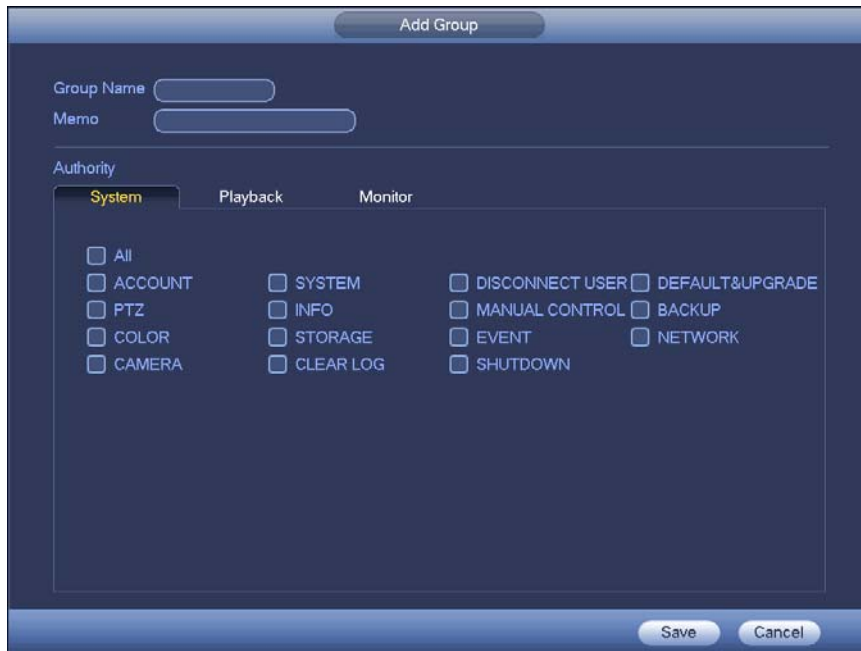 Add Group
Group Name
Memo
Authority
System Playback Monitor
All
ACCOUNT SYSTEM DISCONNECT USER DEFAULT&UPGRADE
PTZ INFO MANUAL CONTROL BACKUP
COLOR STORAGE EVENT NETWORK
CAMERA CLEAR LOG SHUTDOWN
Save Cancel